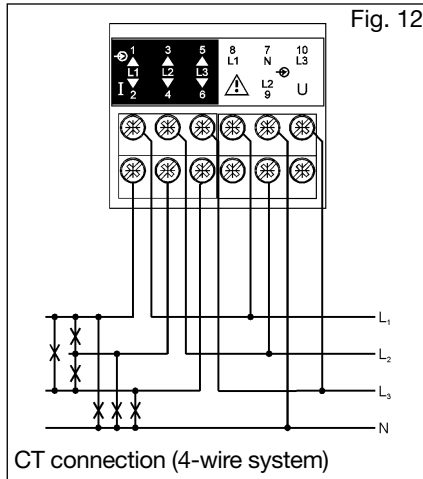 Fig. 12
1 3 5 8 7 10
L1 N L3
L1 L2 L3
L2
I 2 4 6 9 U
L₁
L₂
L₃
N
CT connection (4-wire system)